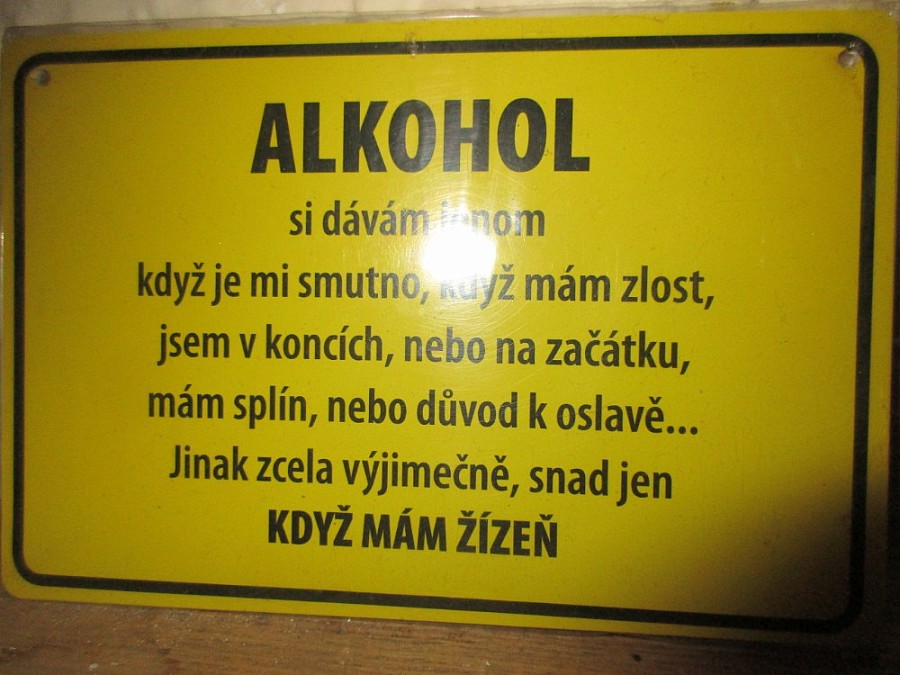 ALKOHOL
si dávám jenom
když je mi smutno, když mám zlost,
jsem v koncích, nebo na začátku,
mám splín, nebo důvod k oslavě...
Jinak zcela výjimečně, snad jen
KDYŽ MÁM ŽÍZEŇ